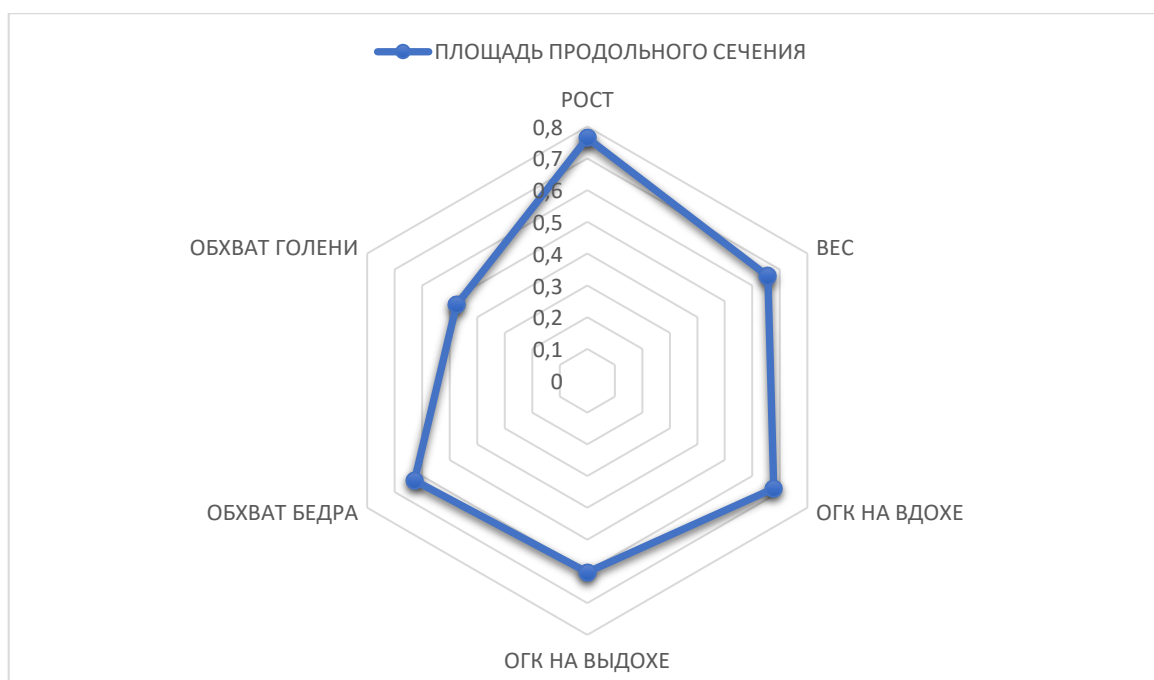 ПЛОЩАДЬ ПРОДОЛЬНОГО СЕЧЕНИЯ
РОСТ
0,8
0,7
0,6
0,5
0,4
0,3
0,2
0,1
0
ВЕС
ОГК НА ВДОХЕ
ОГК НА ВЫДОХЕ
ОБХВАТ БЕДРА
ОБХВАТ ГОЛЕНИ